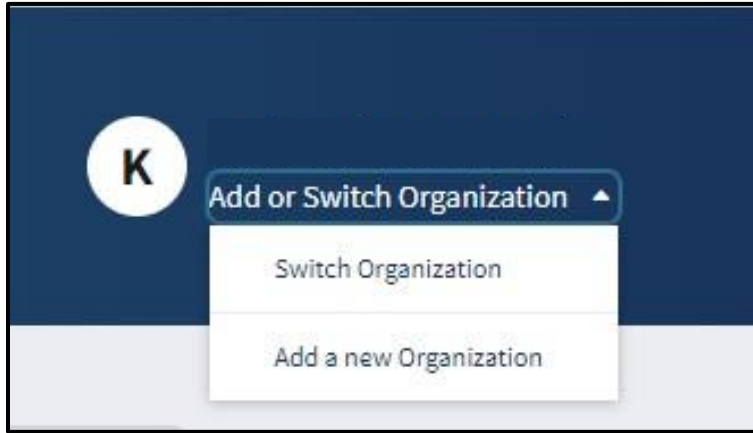 K
Add or Switch Organization
Switch Organization
Add a new Organization